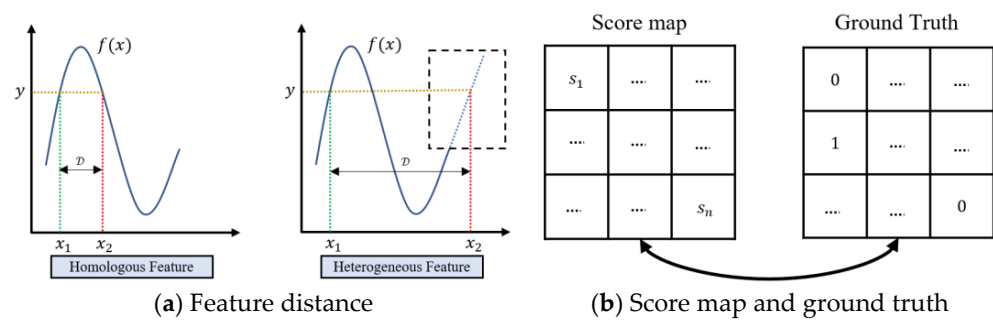 f(x)
y
𝒟
x₁ x₂
Homologous Feature
f(x)
y
𝒟
x₁ x₂
Heterogeneous Feature
(a) Feature distance
Score map
s₁ .... ....
.... .... ....
.... .... sₙ
Ground Truth
0 .... ....
1 .... ....
.... .... 0
(b) Score map and ground truth